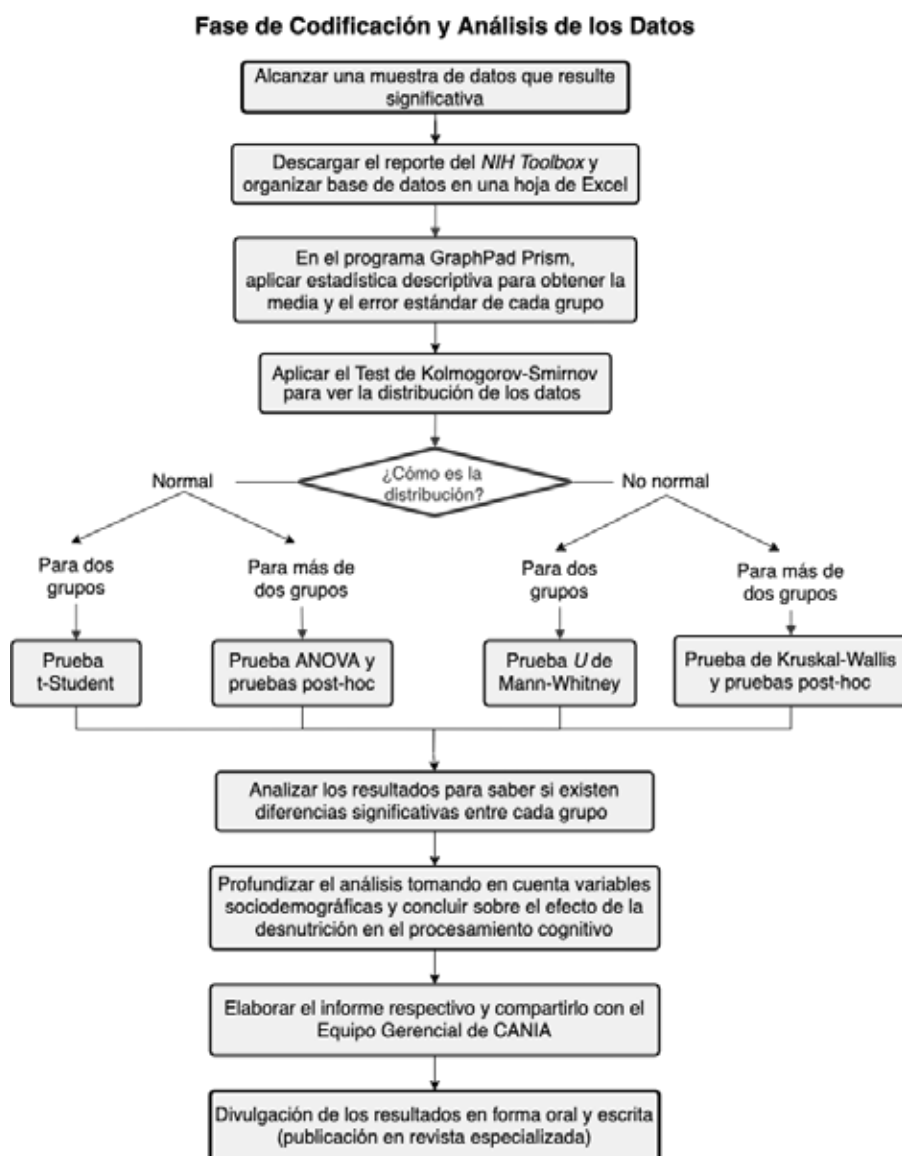 Fase de Codificación y Análisis de los Datos
Alcanzar una muestra de datos que resulte
significativa
Descargar el reporte del NIH Toolbox y
organizar base de datos en una hoja de Excel
En el programa GraphPad Prism,
aplicar estadística descriptiva para obtener la
media y el error estándar de cada grupo
Aplicar el Test de Kolmogorov-Smirnov
para ver la distribución de los datos
¿Cómo es la
distribución?
Normal
No normal
Para dos
grupos
Para más de
dos grupos
Para dos
grupos
Para más de
dos grupos
Prueba
t-Student
Prueba ANOVA y
pruebas post-hoc
Prueba U de
Mann-Whitney
Prueba de Kruskal-Wallis
y pruebas post-hoc
Analizar los resultados para saber si existen
diferencias significativas entre cada grupo
Profundizar el análisis tomando en cuenta variables
sociodemográficas y concluir sobre el efecto de la
desnutrición en el procesamiento cognitivo
Elaborar el informe respectivo y compartirlo con el
Equipo Gerencial de CANIA
Divulgación de los resultados en forma oral y escrita
(publicación en revista especializada)